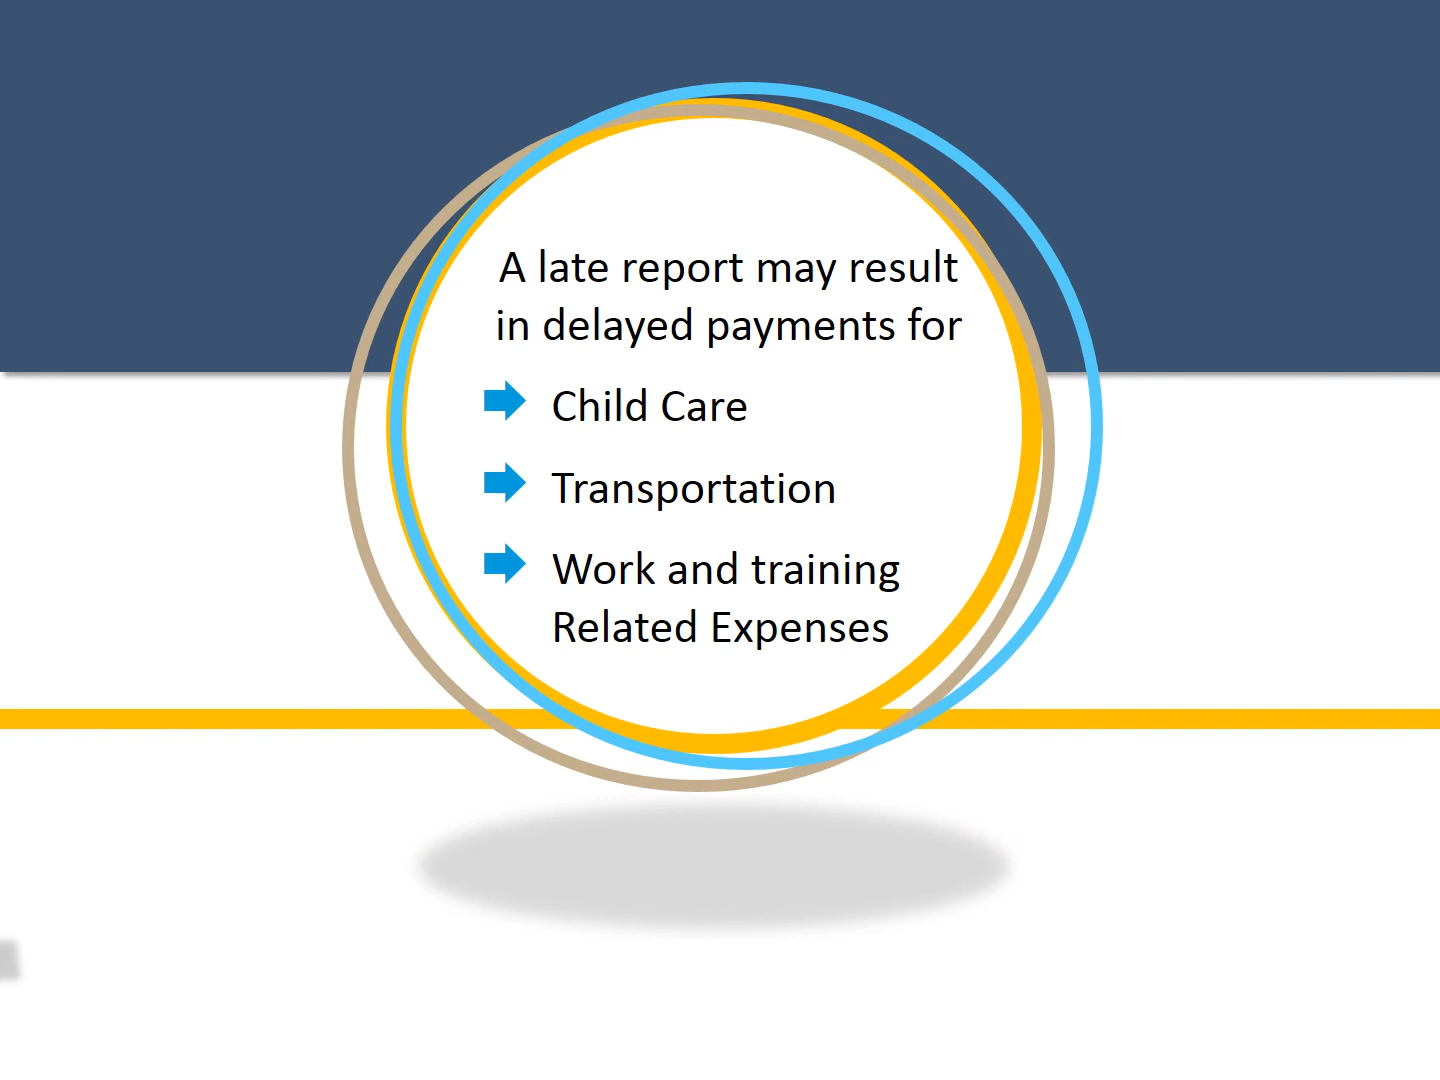 A late report may result
in delayed payments for
Child Care
Transportation
Work and training
Related Expenses